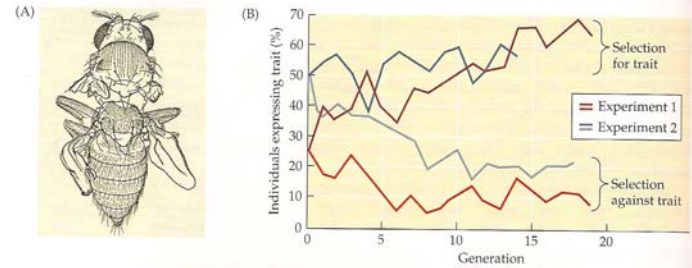 (A)
(B)
Individuals expressing trait (%)
70
60
50
40
30
20
10
0
0
5
10
15
20
Generation
Selection
for trait
Experiment 1
Experiment 2
Selection
against trait